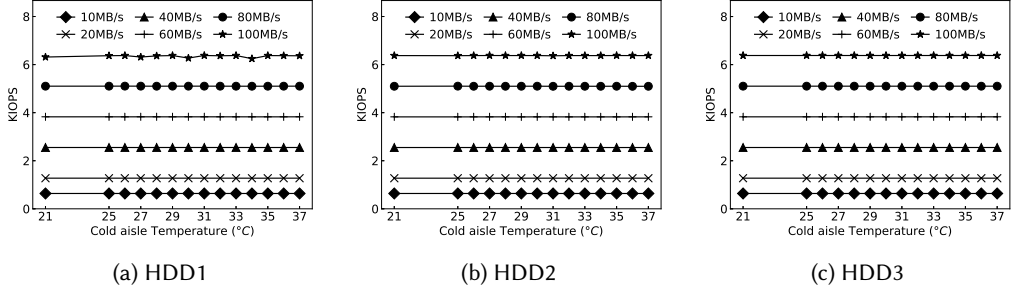 10MB/s 40MB/s 80MB/s
20MB/s 60MB/s 100MB/s
8
6
4
2
0
KIOPS
21 25 27 29 31 33 35 37
Cold aisle Temperature (°C)
(a) HDD1
10MB/s 40MB/s 80MB/s
20MB/s 60MB/s 100MB/s
8
6
4
2
0
KIOPS
21 25 27 29 31 33 35 37
Cold aisle Temperature (°C)
(b) HDD2
10MB/s 40MB/s 80MB/s
20MB/s 60MB/s 100MB/s
8
6
4
2
0
KIOPS
21 25 27 29 31 33 35 37
Cold aisle Temperature (°C)
(c) HDD3